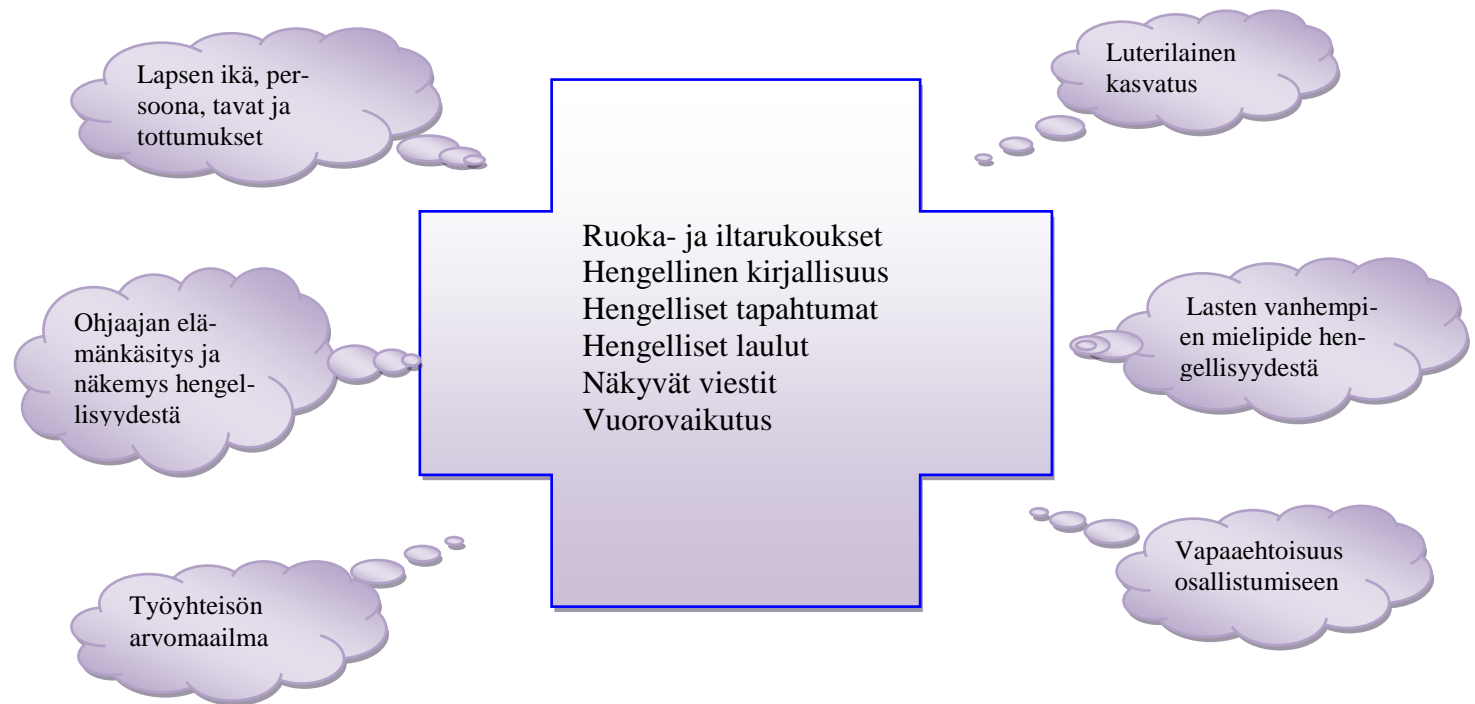 Lapsen ikä, per-
soona, tavat ja
tottumukset
Luterilainen
kasvatus
Ruoka- ja iltarukoukset
Hengellinen kirjallisuus
Hengelliset tapahtumat
Hengelliset laulut
Näkyvät viestit
Vuorovaikutus
Ohjaajan elä-
mänkäsitys ja
näkemys hengel-
lisyydestä
Lasten vanhempi-
en mielipide hen-
gellisyydestä
Työyhteisön
arvomaailma
Vapaaehtoisuus
osallistumiseen